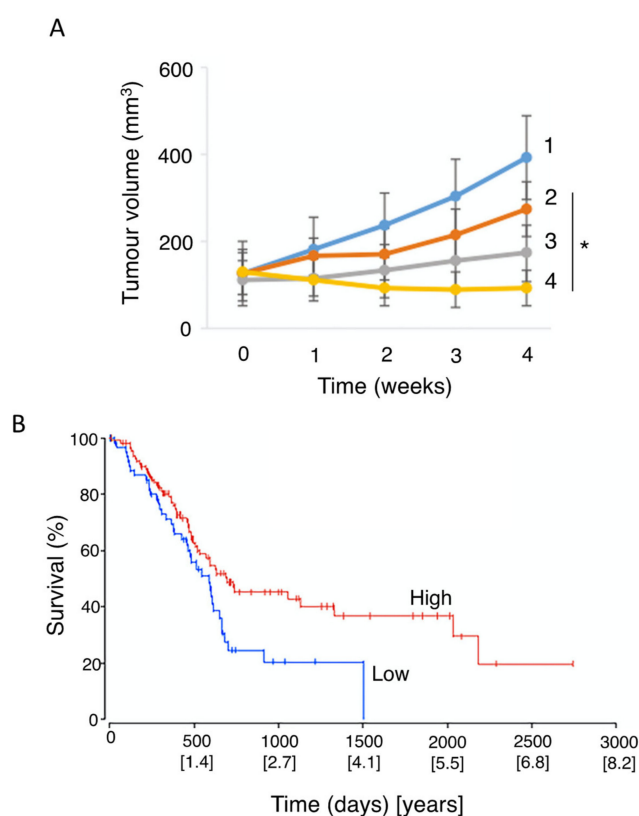 A
Tumour volume (mm³)
600
400
200
0
1
2
3
4
*
0 1 2 3 4
Time (weeks)
B
Survival (%)
100
80
60
40
20
0
High
Low
0 500 1000 1500 2000 2500 3000
[1.4] [2.7] [4.1] [5.5] [6.8] [8.2]
Time (days) [years]